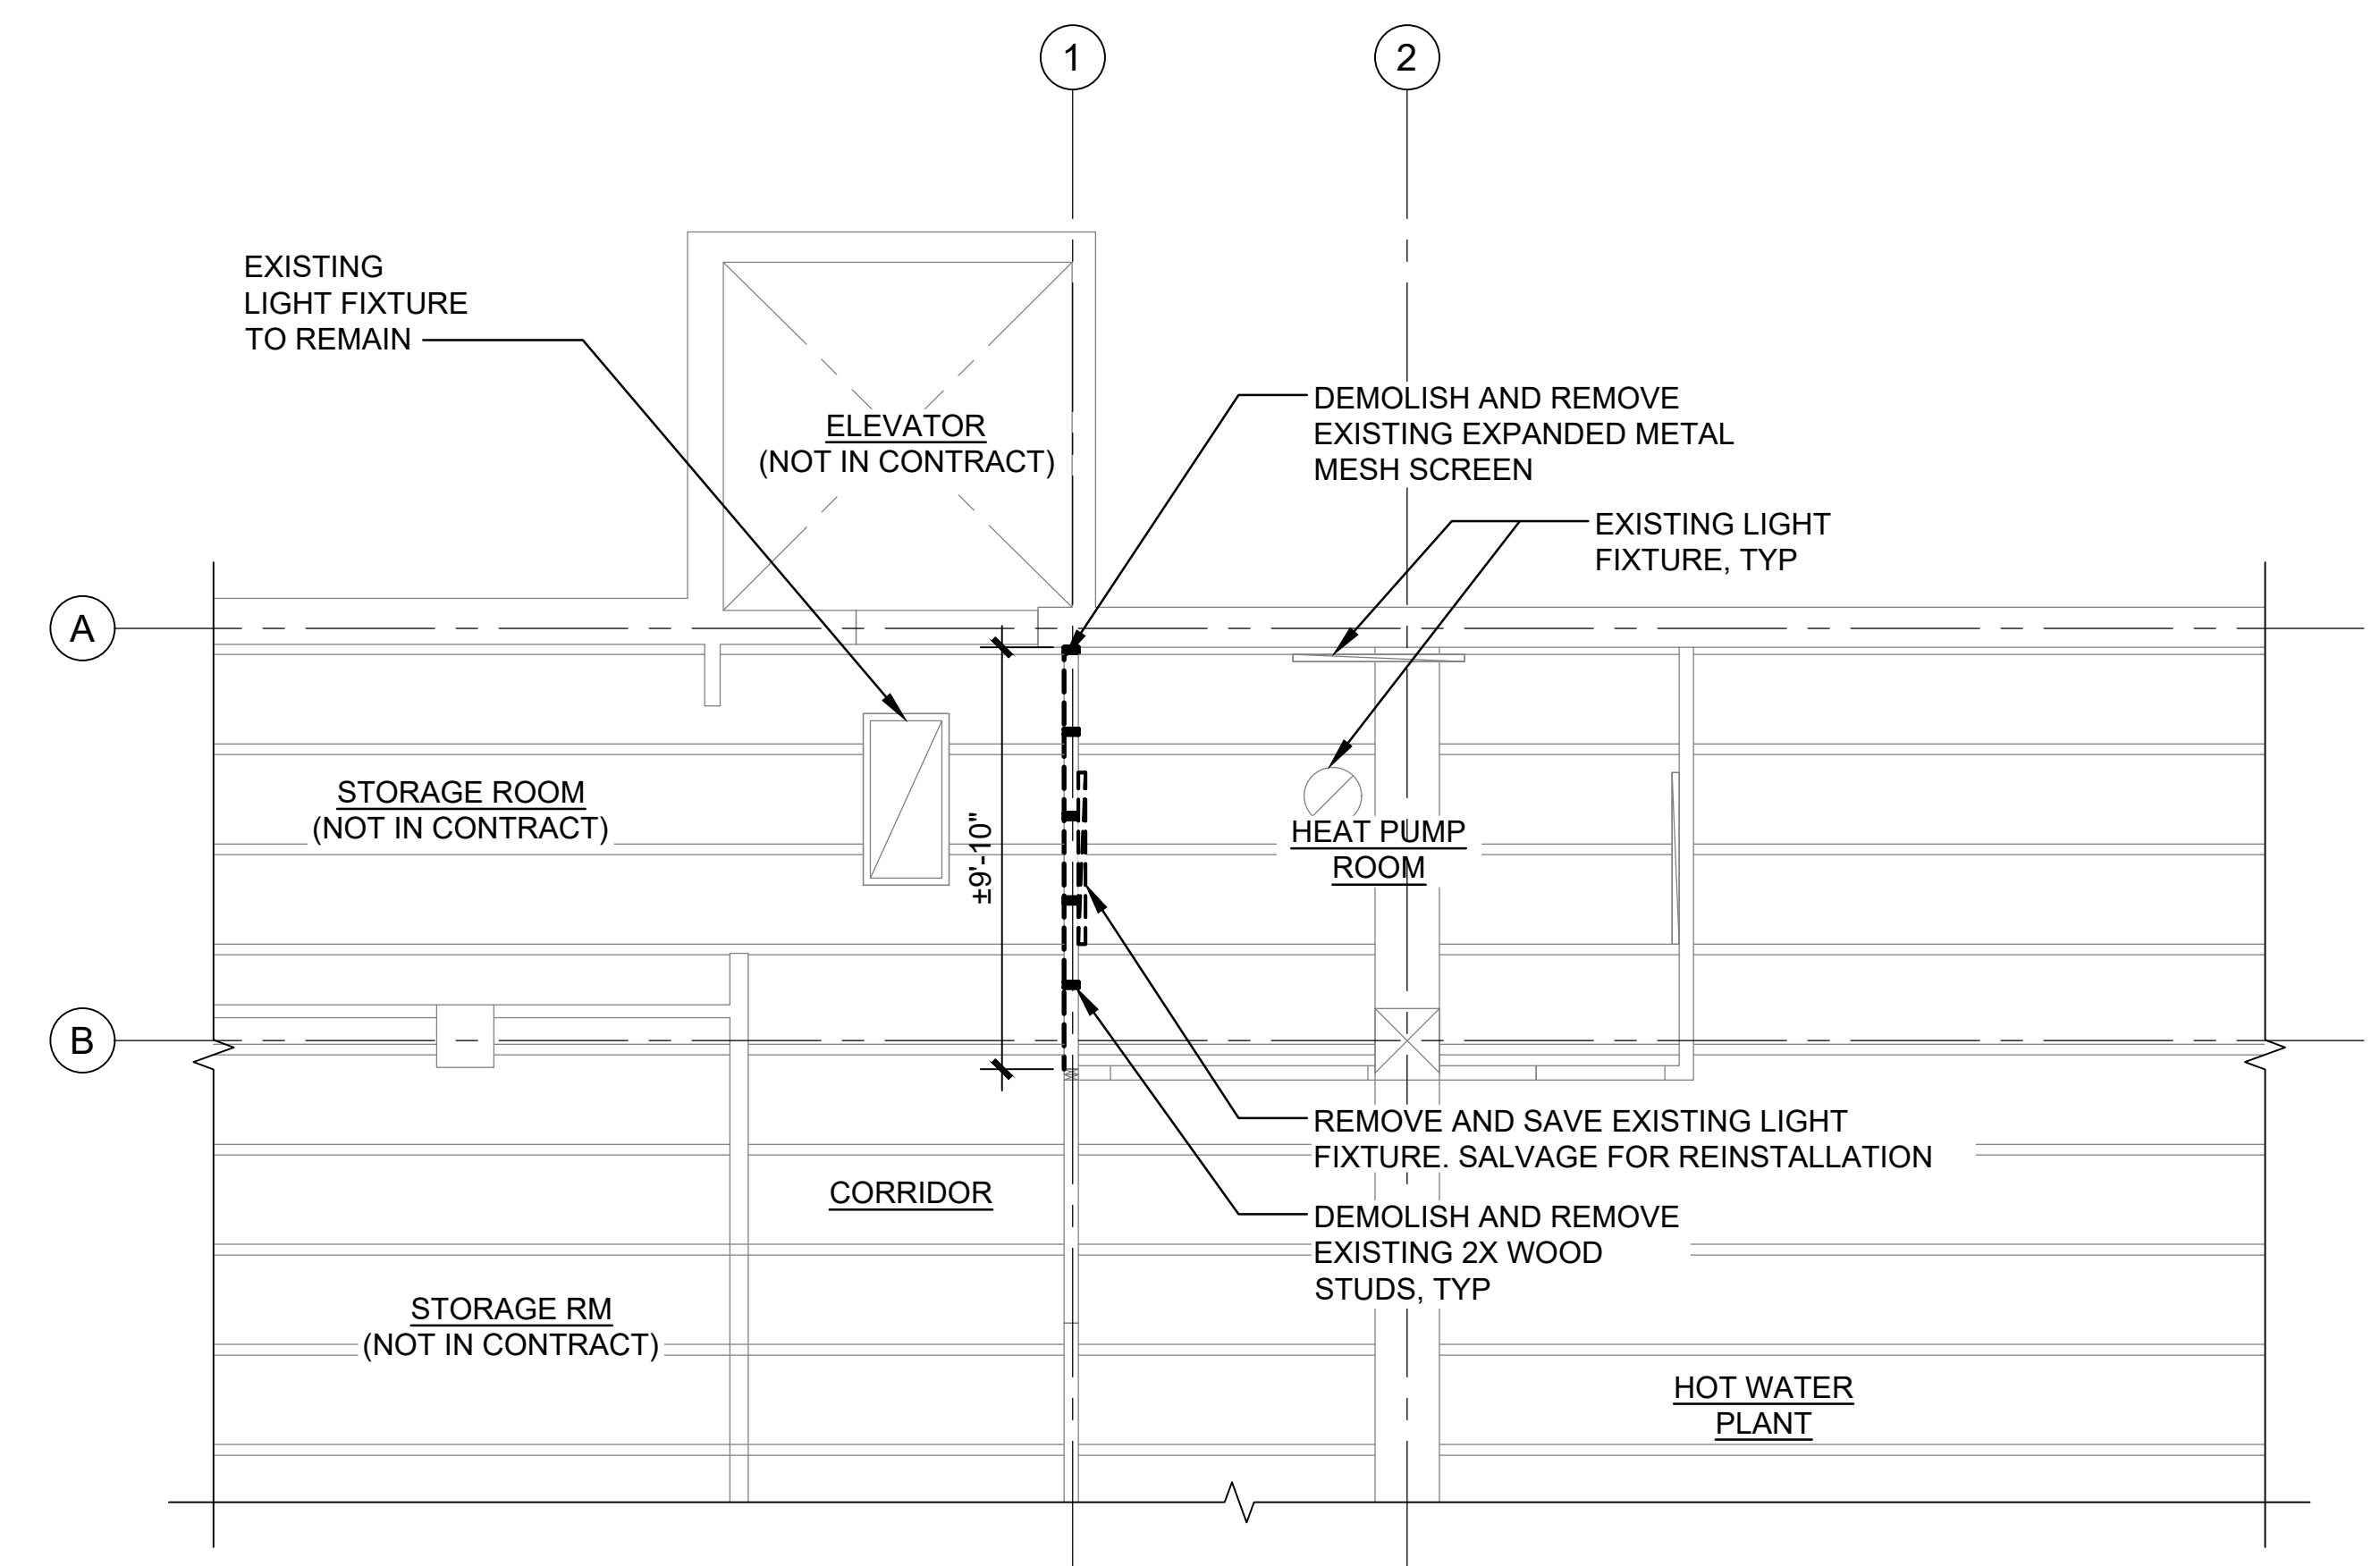 1
2
EXISTING
LIGHT FIXTURE
TO REMAIN
ELEVATOR
(NOT IN CONTRACT)
DEMOLISH AND REMOVE
EXISTING EXPANDED METAL
MESH SCREEN
EXISTING LIGHT
FIXTURE, TYP
A
STORAGE ROOM
(NOT IN CONTRACT)
±9'-10"
HEAT PUMP
ROOM
B
REMOVE AND SAVE EXISTING LIGHT
FIXTURE. SALVAGE FOR REINSTALLATION
CORRIDOR
DEMOLISH AND REMOVE
EXISTING 2X WOOD
STUDS, TYP
STORAGE RM
(NOT IN CONTRACT)
HOT WATER
PLANT